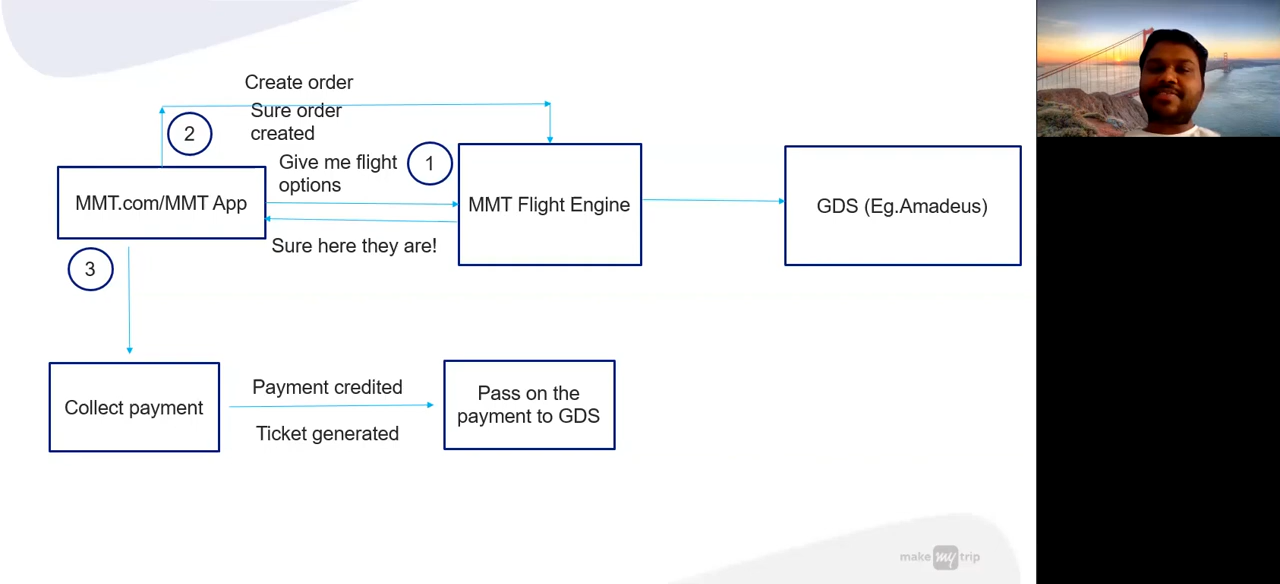 Create order
Sure order
created
2
Give me flight
options
1
MMT.com/MMT App
MMT Flight Engine
GDS (Eg.Amadeus)
Sure here they are!
3
Collect payment
Payment credited
Ticket generated
Pass on the
payment to GDS
make my trip